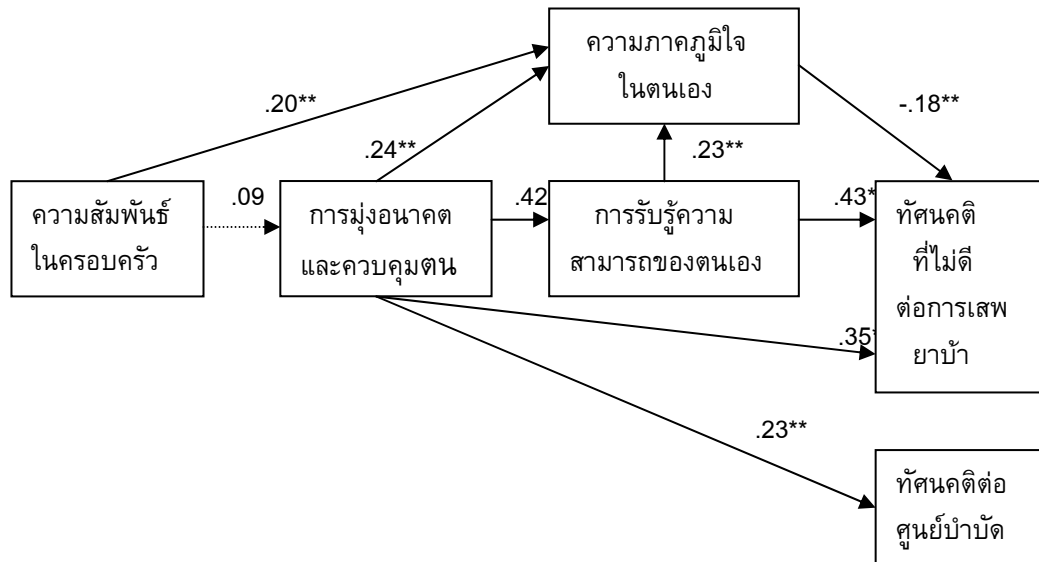 ความภาคภูมิใจ
ในตนเอง
.20**
-.18**
.24**
.23**
ความสัมพันธ์
ในครอบครัว
.09
การมุ่งอนาคต
และควบคุมตน
.42
การรับรู้ความ
สามารถของตนเอง
.43*
ทัศนคติ
ที่ไม่ดี
ต่อการเสพ
ยาบ้า
.35*
.23**
ทัศนคติต่อ
ศูนย์บำบัด